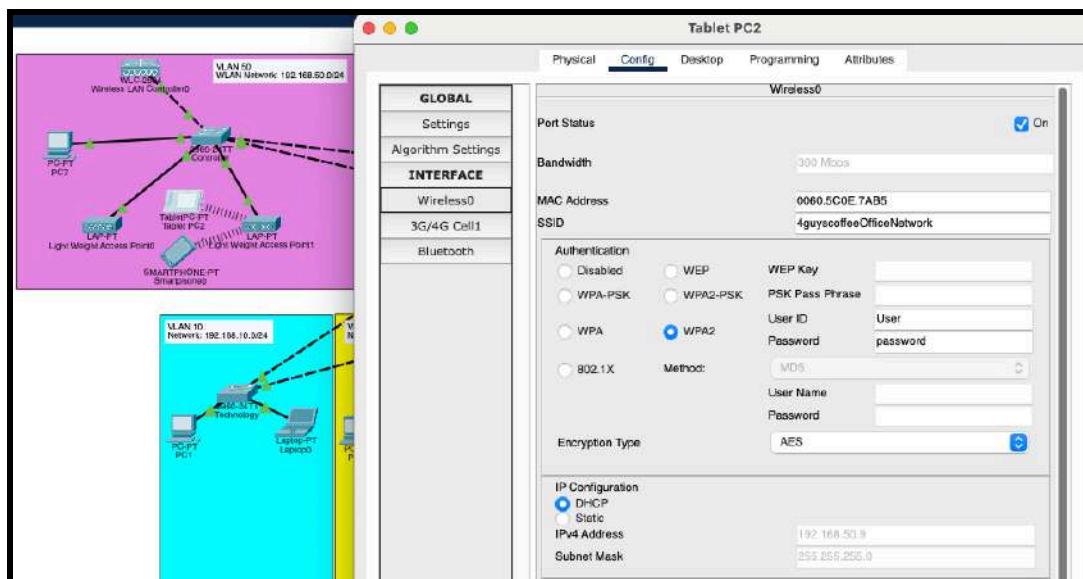 Tablet PC2
Physical Config Desktop Programming Attributes
VLAN 50
WLAN Network: 192.168.50.0/24
Wireless LAN Controller0
PC-PT
PC7
TabletPC-PT
Tablet PC2
LAP-PT
Light Weight Access Point0
LAP-PT
Light Weight Access Point1
SMARTPHONE-PT
Smartphone0
VLAN 10
Network: 192.168.10.0/24
2960-24TT
Technology
PC-PT
PC1
Laptop-PT
Laptop0
GLOBAL
Settings
Algorithm Settings
INTERFACE
Wireless0
3G/4G Cell1
Bluetooth
Wireless0
Port Status On
Bandwidth 300 Mbps
MAC Address 0060.5C0E.7AB5
SSID 4guyscoffeeOfficeNetwork
Authentication
Disabled WEP WEP Key
WPA-PSK WPA2-PSK PSK Pass Phrase
User ID User
WPA WPA2
Password password
802.1X Method: MD5
User Name
Password
Encryption Type AES
IP Configuration
DHCP
Static
IPv4 Address 192.168.50.9
Subnet Mask 255.255.255.0